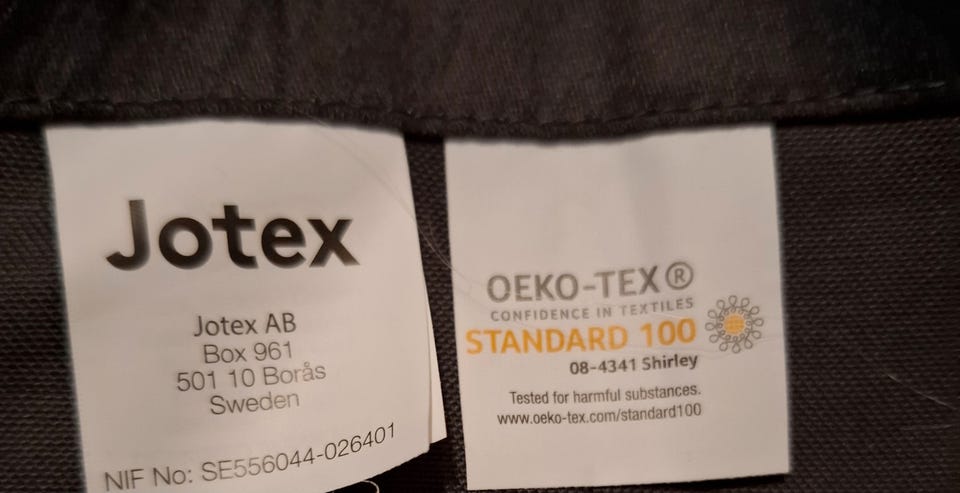 Jotex
Jotex AB
Box 961
501 10 Borås
Sweden
NIF No: SE556044-026401
OEKO-TEX®
CONFIDENCE IN TEXTILES
STANDARD 100
08-4341 Shirley
Tested for harmful substances.
www.oeko-tex.com/standard100